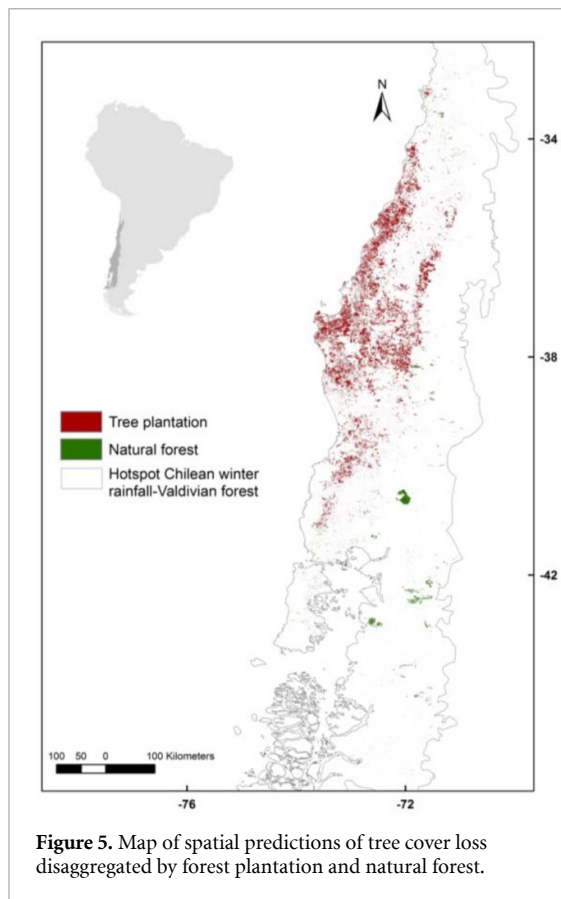 N
-34
-38
Tree plantation
Natural forest
Hotspot Chilean winter
rainfall-Valdivian forest
-42
100 50 0 100 Kilometers
-76 -72
Figure 5. Map of spatial predictions of tree cover loss
disaggregated by forest plantation and natural forest.